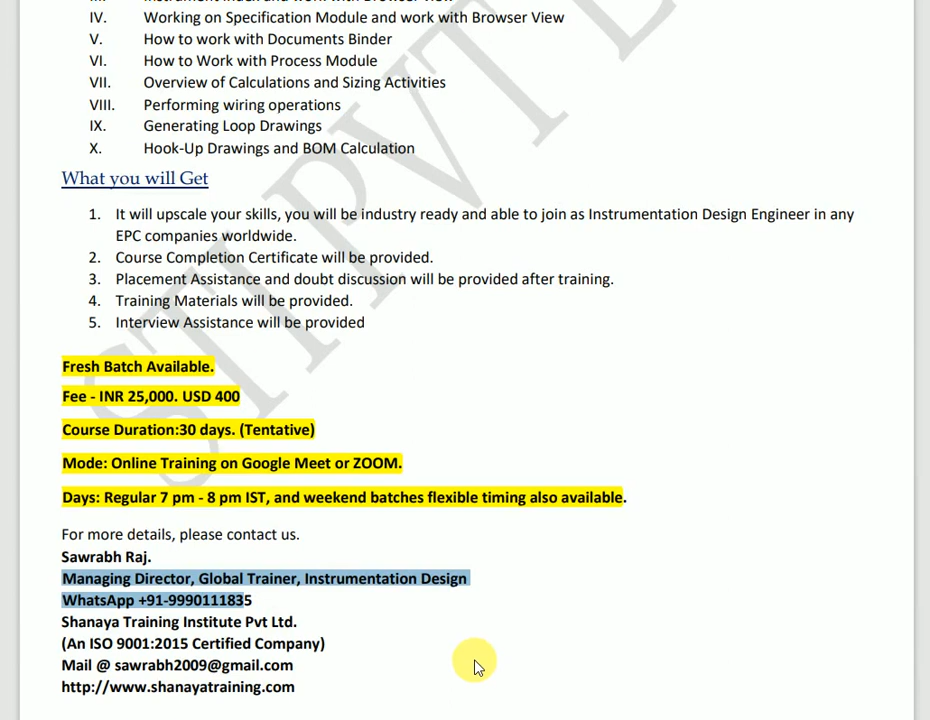 IV. Working on Specification Module and work with Browser View
V. How to work with Documents Binder
VI. How to Work with Process Module
VII. Overview of Calculations and Sizing Activities
VIII. Performing wiring operations
IX. Generating Loop Drawings
X. Hook-Up Drawings and BOM Calculation
What you will Get
1. It will upscale your skills, you will be industry ready and able to join as Instrumentation Design Engineer in any
EPC companies worldwide.
2. Course Completion Certificate will be provided.
3. Placement Assistance and doubt discussion will be provided after training.
4. Training Materials will be provided.
5. Interview Assistance will be provided
Fresh Batch Available.
Fee - INR 25,000. USD 400
Course Duration:30 days. (Tentative)
Mode: Online Training on Google Meet or ZOOM.
Days: Regular 7 pm - 8 pm IST, and weekend batches flexible timing also available.
For more details, please contact us.
Sawrabh Raj.
Managing Director, Global Trainer, Instrumentation Design
WhatsApp +91-9990111835
Shanaya Training Institute Pvt Ltd.
(An ISO 9001:2015 Certified Company)
Mail @ sawrabh2009@gmail.com
http://www.shanayatraining.com
STI PVT L